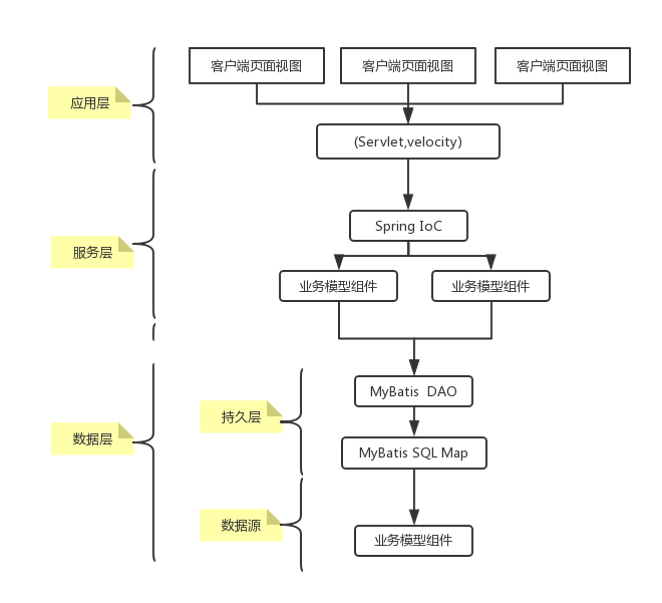 客户端页面视图
客户端页面视图
客户端页面视图
应用层
(Servlet,velocity)
Spring IoC
服务层
业务模型组件
业务模型组件
MyBatis DAO
持久层
数据层
MyBatis SQL Map
数据源
业务模型组件